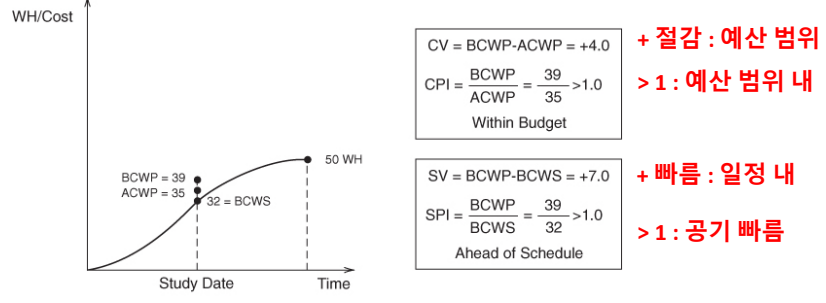 WH/Cost
BCWP = 39
ACWP = 35
32 = BCWS
50 WH
Study Date
Time
CV = BCWP-ACWP = +4.0
CPI = BCWP/ACWP = 39/35 >1.0
Within Budget
+ 절감 : 예산 범위
> 1 : 예산 범위 내
SV = BCWP-BCWS = +7.0
SPI = BCWP/BCWS = 39/32 >1.0
Ahead of Schedule
+ 빠름 : 일정 내
> 1 : 공기 빠름